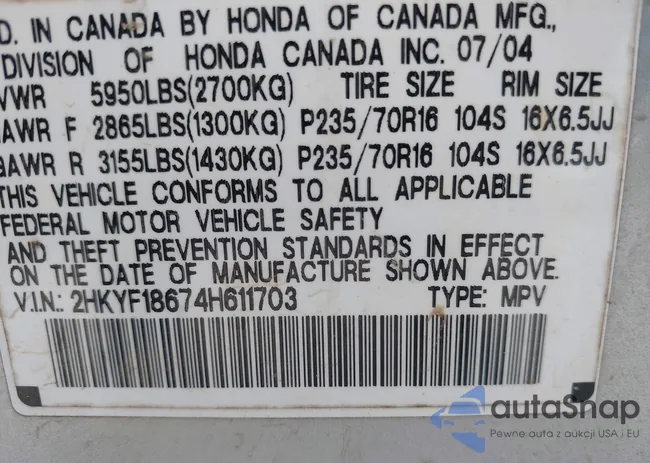 D. IN CANADA BY HONDA OF CANADA MFG.,
DIVISION OF HONDA CANADA INC. 07/04
VWR 5950LBS(2700KG) TIRE SIZE RIM SIZE
AWR F 2865LBS(1300KG) P235/70R16 104S 16X6.5JJ
AWR R 3155LBS(1430KG) P235/70R16 104S 16X6.5JJ
THIS VEHICLE CONFORMS TO ALL APPLICABLE
FEDERAL MOTOR VEHICLE SAFETY
AND THEFT PREVENTION STANDARDS IN EFFECT
ON THE DATE OF MANUFACTURE SHOWN ABOVE.
V.I.N.: 2HKYF18674H611703 TYPE: MPV
autaSnap
Pewne auta z aukcji USA i EU